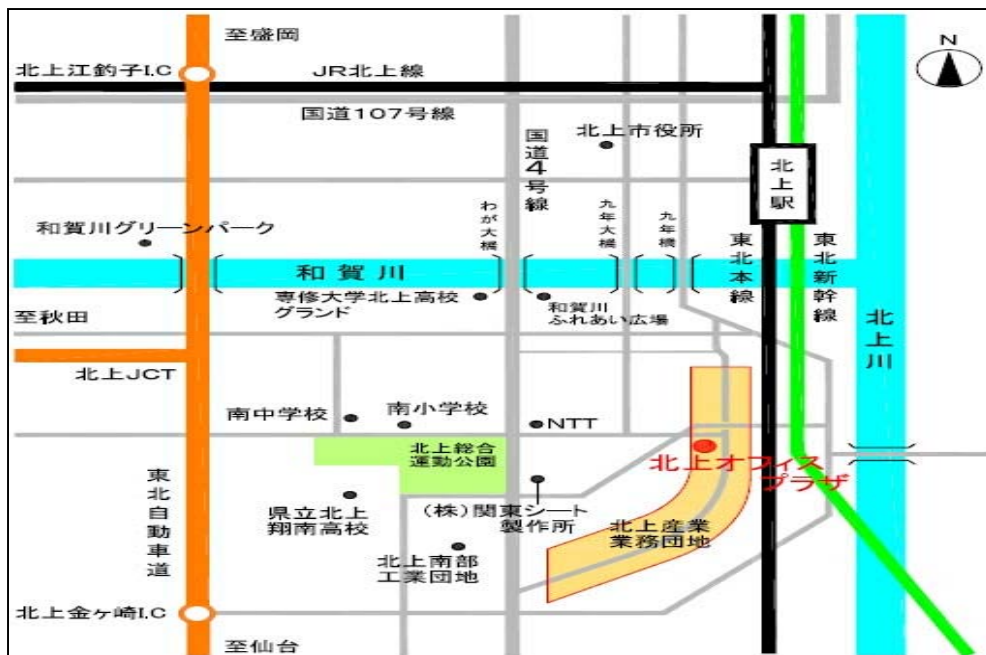 至盛岡
N
北上江釣子I.C
JR北上線
国道107号線
北上市役所
国道4号線
北上駅
わが大橋
九年大橋
九年橋
和賀川グリーンパーク
和賀川
東北本線
東北新幹線
専修大学北上高校
グランド
和賀川
ふれあい広場
至秋田
北上川
北上JCT
南中学校
南小学校
NTT
北上総合
運動公園
北上オフィス
プラザ
東北自動車道
県立北上
翔南高校
(株)関東シート
製作所
北上産業
業務団地
北上南部
工業団地
北上金ヶ崎I.C
至仙台